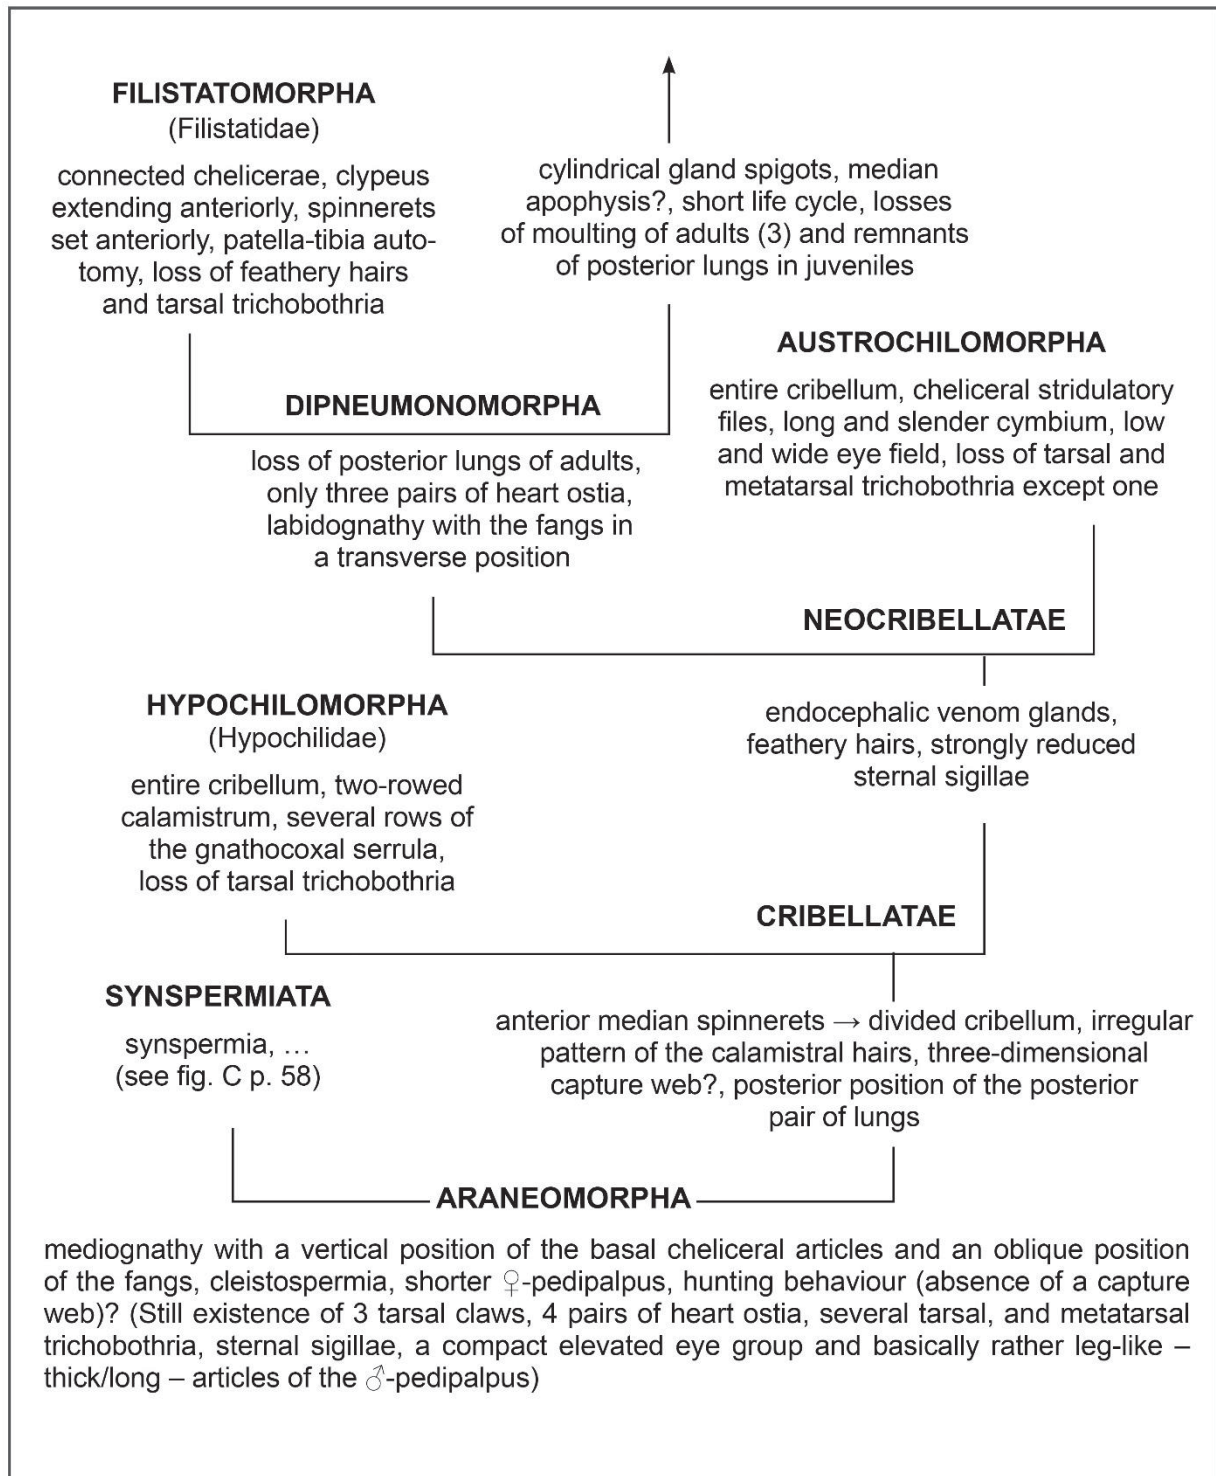 FILISTATOMORPHA
(Filistatidae)
connected chelicerae, clypeus
extending anteriorly, spinnerets
set anteriorly, patella-tibia auto-
tomy, loss of feathery hairs
and tarsal trichobothria
cylindrical gland spigots, median
apophysis?, short life cycle, losses
of moulting of adults (3) and remnants
of posterior lungs in juveniles
AUSTROCHILOMORPHA
entire cribellum, cheliceral stridulatory
files, long and slender cymbium, low
and wide eye field, loss of tarsal and
metatarsal trichobothria except one
DIPNEUMONOMORPHA
loss of posterior lungs of adults,
only three pairs of heart ostia,
labidognathy with the fangs in
a transverse position
NEOCRIBELLATAE
endocephalic venom glands,
feathery hairs, strongly reduced
sternal sigillae
HYPOCHILOMORPHA
(Hypochilidae)
entire cribellum, two-rowed
calamistrum, several rows of
the gnathocoxal serrula,
loss of tarsal trichobothria
CRIBELLATAE
anterior median spinnerets → divided cribellum, irregular
pattern of the calamistral hairs, three-dimensional
capture web?, posterior position of the posterior
pair of lungs
SYNSPERMIATA
synspermia, …
(see fig. C p. 58)
ARANEOMORPHA
mediognathy with a vertical position of the basal cheliceral articles and an oblique position
of the fangs, cleistospermia, shorter ♀-pedipalpus, hunting behaviour (absence of a capture
web)? (Still existence of 3 tarsal claws, 4 pairs of heart ostia, several tarsal, and metatarsal
trichobothria, sternal sigillae, a compact elevated eye group and basically rather leg-like –
thick/long – articles of the ♂-pedipalpus)